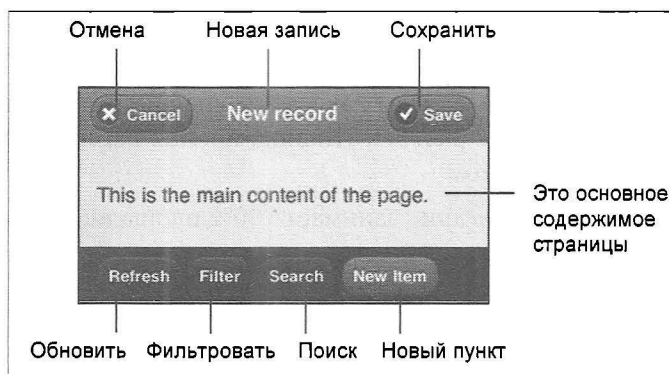 Отмена Новая запись Сохранить
Cancel New record Save
This is the main content of the page.
Это основное
содержимое
страницы
Refresh Filter Search New Item
Обновить Фильтровать Поиск Новый пункт